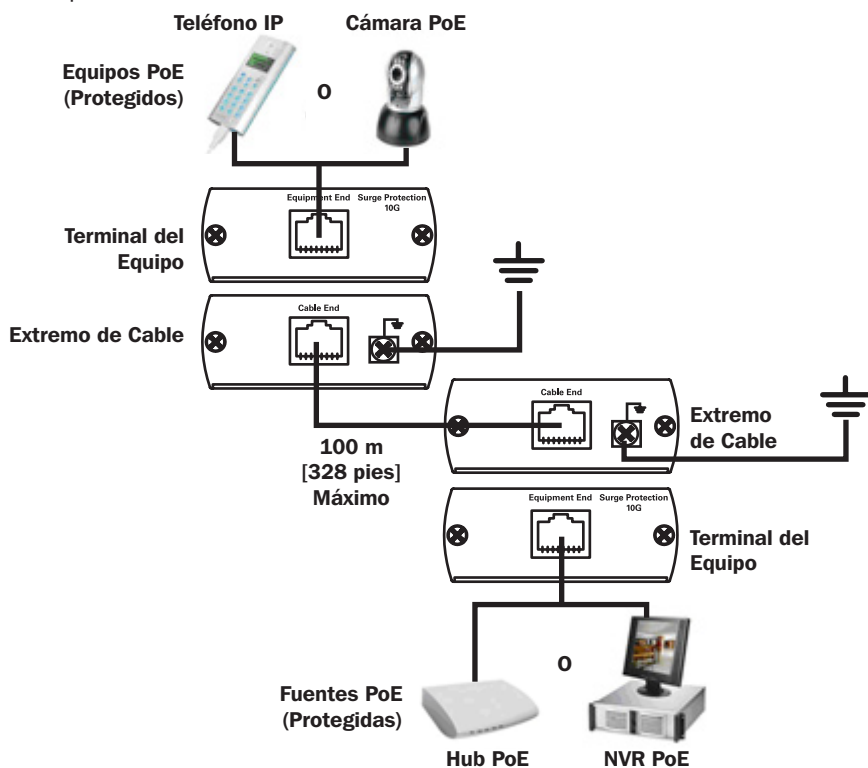 Teléfono IP
Cámara PoE
Equipos PoE
(Protegidos)
O
Equipment End
Surge Protection
10G
Terminal del
Equipo
Cable End
Extremo de Cable
Cable End
Extremo
de Cable
100 m
[328 pies]
Máximo
Equipment End
Surge Protection
10G
Terminal del
Equipo
O
Fuentes PoE
(Protegidas)
Hub PoE
NVR PoE